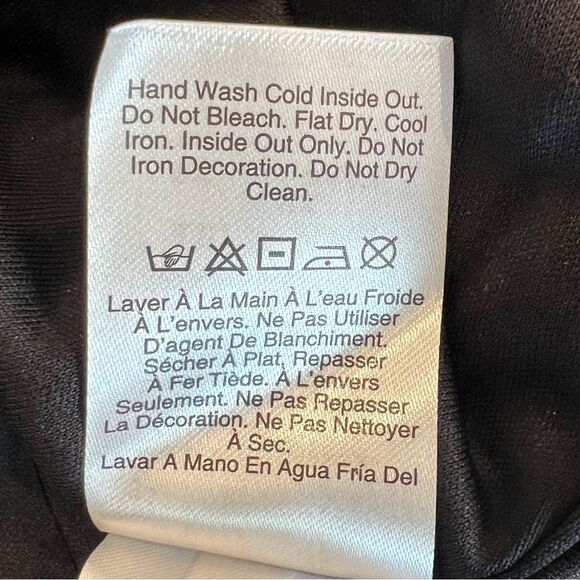 Hand Wash Cold Inside Out.
Do Not Bleach. Flat Dry. Cool
Iron. Inside Out Only. Do Not
Iron Decoration. Do Not Dry
Clean.
Laver À La Main À L'eau Froide
À L'envers. Ne Pas Utiliser
D'agent De Blanchiment.
Sécher À Plat. Repasser
À Fer Tiède. À L'envers
Seulement. Ne Pas Repasser
La Décoration. Ne Pas Nettoyer
À Sec.
Lavar A Mano En Agua Fría Del